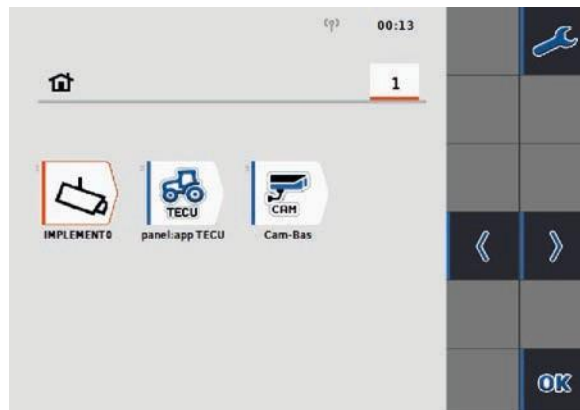 00:13
1
TECU
CAM
IMPLEMENTO
panel:app TECU
Cam-Bas
OK